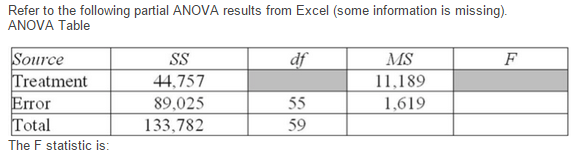 Refer to the following partial ANOVA results from Excel (some information is missing).
ANOVA Table
Source SS df MS F
Treatment 44,757 11,189
Error 89,025 55 1,619
Total 133,782 59
The F statistic is: